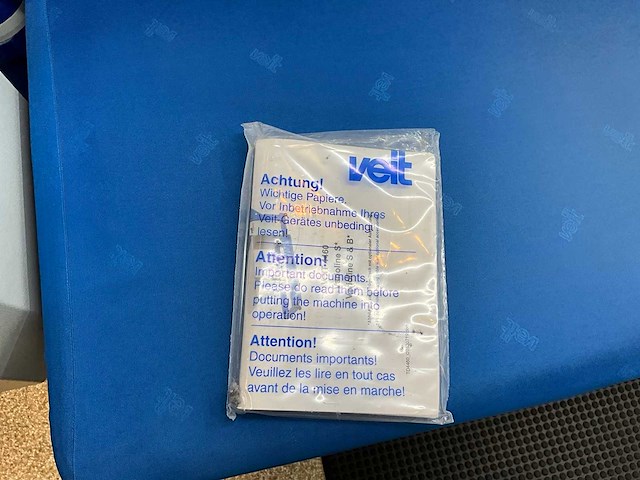 veit
Achtung!
Wichtige Papiere.
Vor Inbetriebnahme Ihres
Veit-Gerätes unbedingt
lesen!
Attention!
Important documents.
Please do read them before
putting the machine into
operation!
Attention!
Documents importants!
Veuillez les lire en tout cas
avant de la mise en marche!